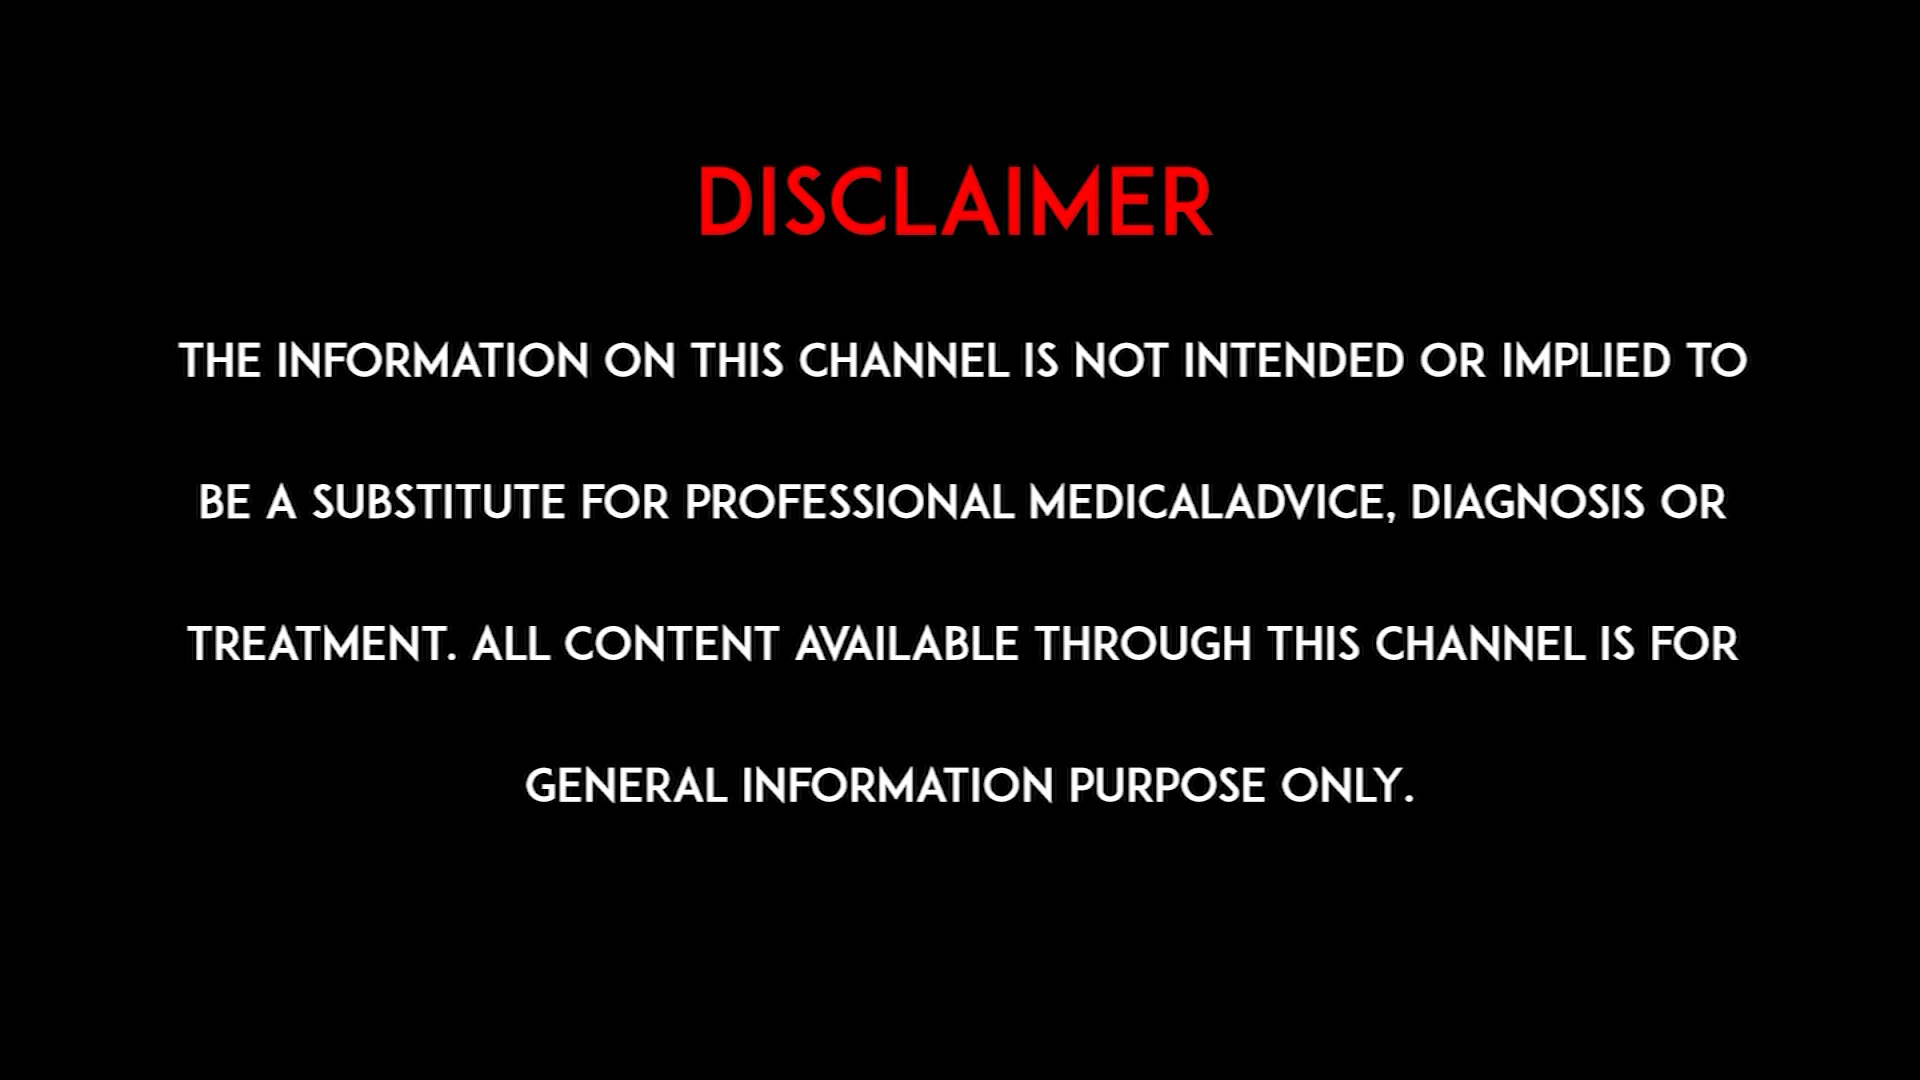 DISCLAIMER
THE INFORMATION ON THIS CHANNEL IS NOT INTENDED OR IMPLIED TO
BE A SUBSTITUTE FOR PROFESSIONAL MEDICALADVICE, DIAGNOSIS OR
TREATMENT. ALL CONTENT AVAILABLE THROUGH THIS CHANNEL IS FOR
GENERAL INFORMATION PURPOSE ONLY.